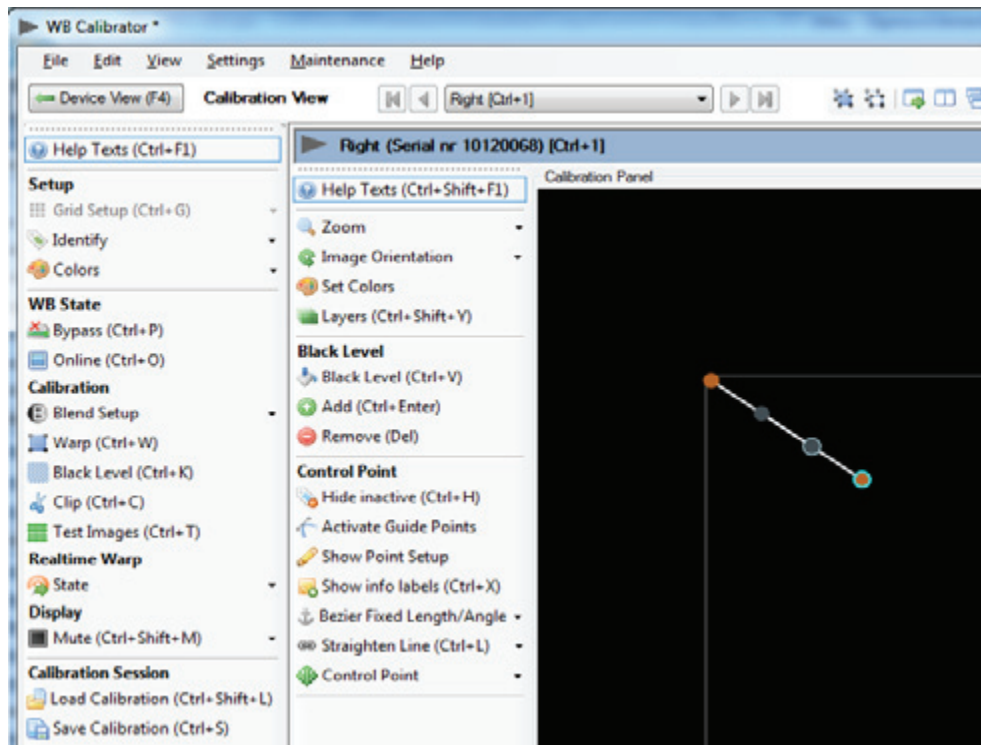 WB Calibrator *
File Edit View Settings Maintenance Help
Device View (F4) Calibration View Right [Ctrl+1]
Help Texts (Ctrl+F1)
Setup
Grid Setup (Ctrl+G)
Identify
Colors
WB State
Bypass (Ctrl+P)
Online (Ctrl+O)
Calibration
Blend Setup
Warp (Ctrl+W)
Black Level (Ctrl+K)
Clip (Ctrl+C)
Test Images (Ctrl+T)
Realtime Warp
State
Display
Mute (Ctrl+Shift+M)
Calibration Session
Load Calibration (Ctrl+Shift+L)
Save Calibration (Ctrl+S)
Right (Serial nr 10120068) [Ctrl+1]
Help Texts (Ctrl+Shift+F1)
Zoom
Image Orientation
Set Colors
Layers (Ctrl+Shift+Y)
Black Level
Black Level (Ctrl+V)
Add (Ctrl+Enter)
Remove (Del)
Control Point
Hide inactive (Ctrl+H)
Activate Guide Points
Show Point Setup
Show info labels (Ctrl+X)
Bezier Fixed Length/Angle
Straighten Line (Ctrl+L)
Control Point
Calibration Panel